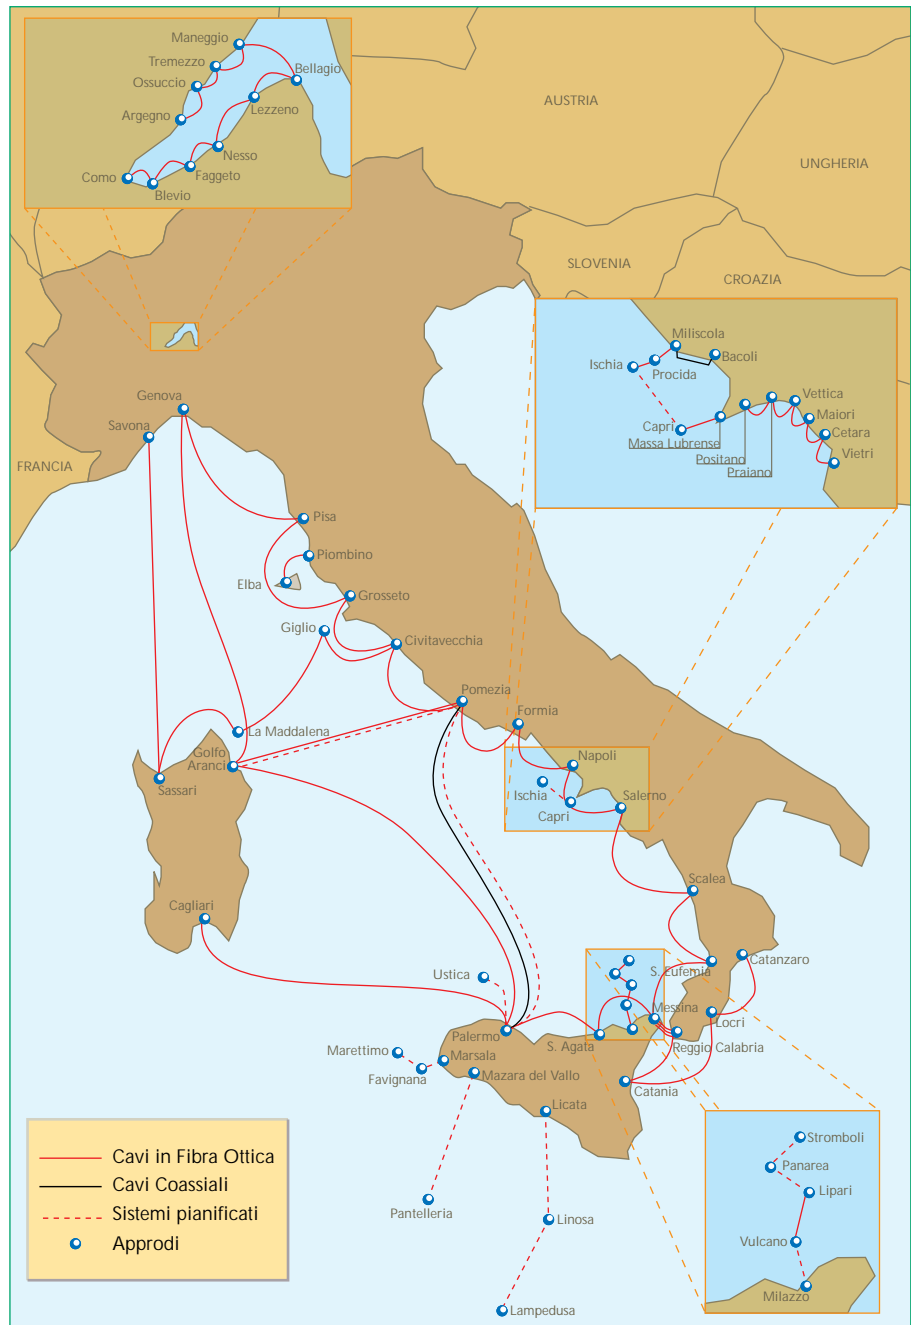 Maneggio
Tremezzo
Ossuccio
Bellagio
Argegno
Lezzeno
Nesso
Como
Faggeto
Blevio
AUSTRIA
UNGHERIA
SLOVENIA
CROAZIA
FRANCIA
Miliscola
Bacoli
Ischia
Procida
Vettica
Capri
Maiori
Massa Lubrense
Cetara
Positano
Vietri
Praiano
Genova
Savona
Pisa
Piombino
Elba
Grosseto
Giglio
Civitavecchia
Pomezia
Formia
La Maddalena
Golfo
Aranci
Napoli
Sassari
Ischia
Capri
Salerno
Scalea
Cagliari
Catanzaro
Ustica
S. Eufemia
Messina
Locri
Palermo
S. Agata
Reggio Calabria
Marettimo
Marsala
Favignana
Mazara del Vallo
Catania
Licata
Pantelleria
Linosa
Lampedusa
Stromboli
Panarea
Lipari
Vulcano
Milazzo
Cavi in Fibra Ottica
Cavi Coassiali
Sistemi pianificati
Approdi